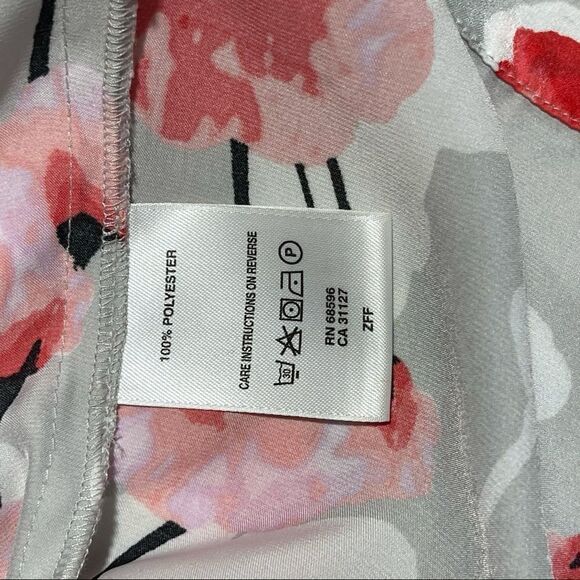 100% POLYESTER
CARE INSTRUCTIONS ON REVERSE
30 P
RN 68596
CA 31127
ZFF